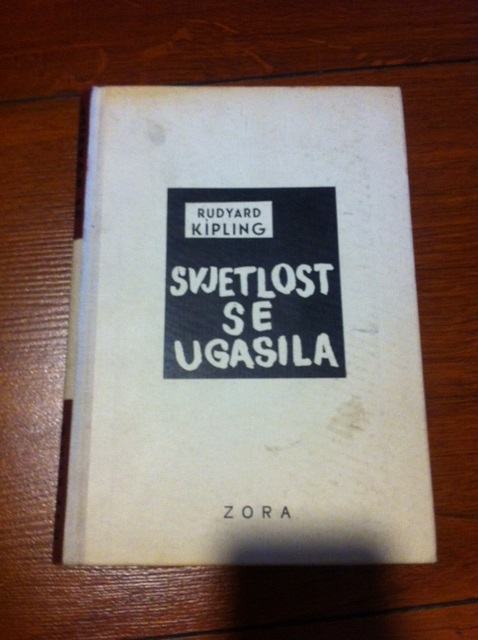 RUDYARD
KIPLING
SVJETLOST
SE
UGASILA
ZORA